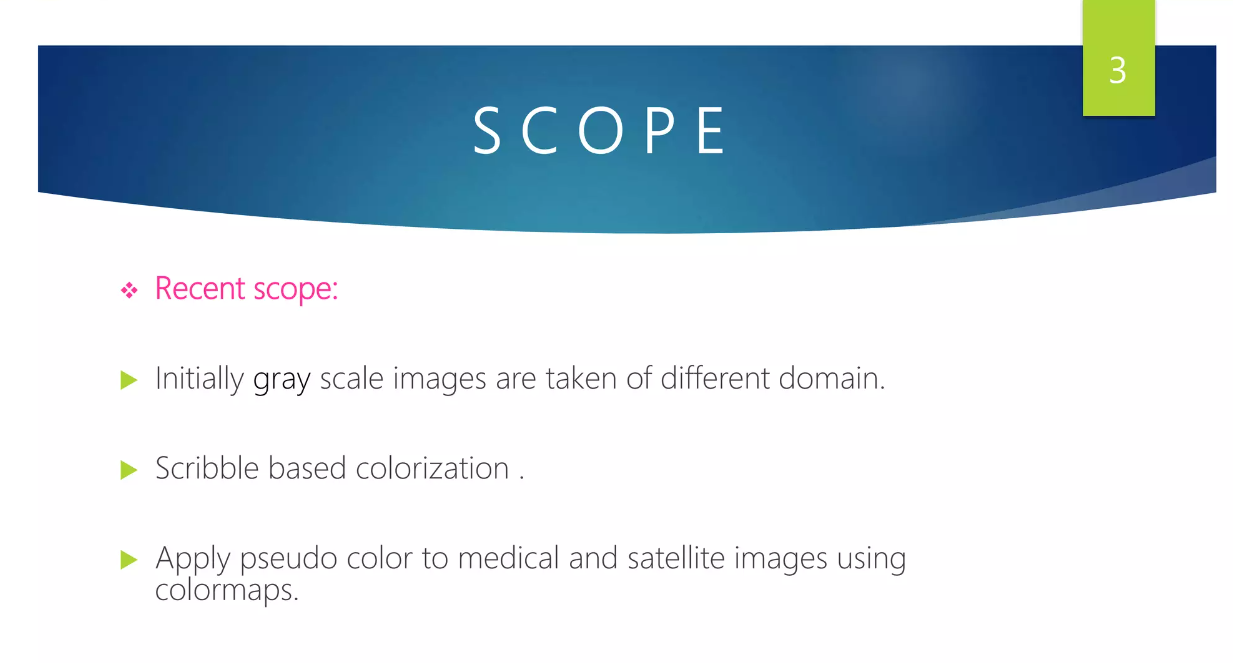 3
S C O P E
Recent scope:
Initially gray scale images are taken of different domain.
Scribble based colorization .
Apply pseudo color to medical and satellite images using
colormaps.